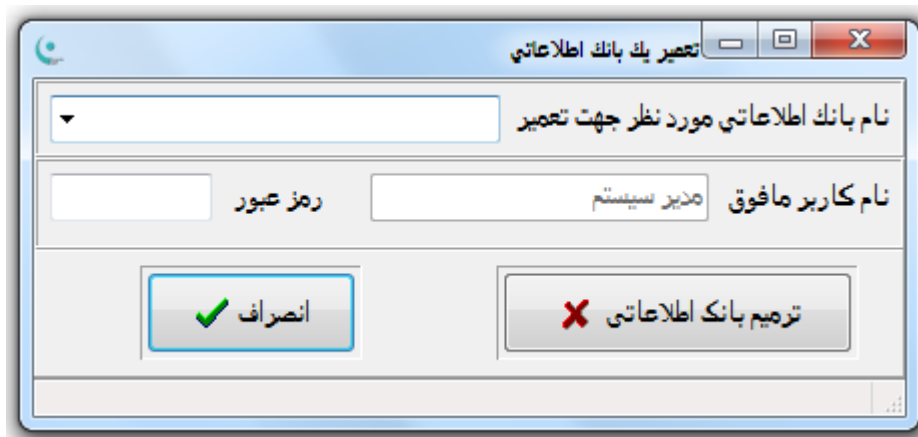 تعمير يك بانك اطلاعاتي
نام بانك اطلاعاتي مورد نظر جهت تعمير
نام كاربر مافوق مدير سيستم رمز عبور
ترمیم بانک اطلاعاتی انصراف